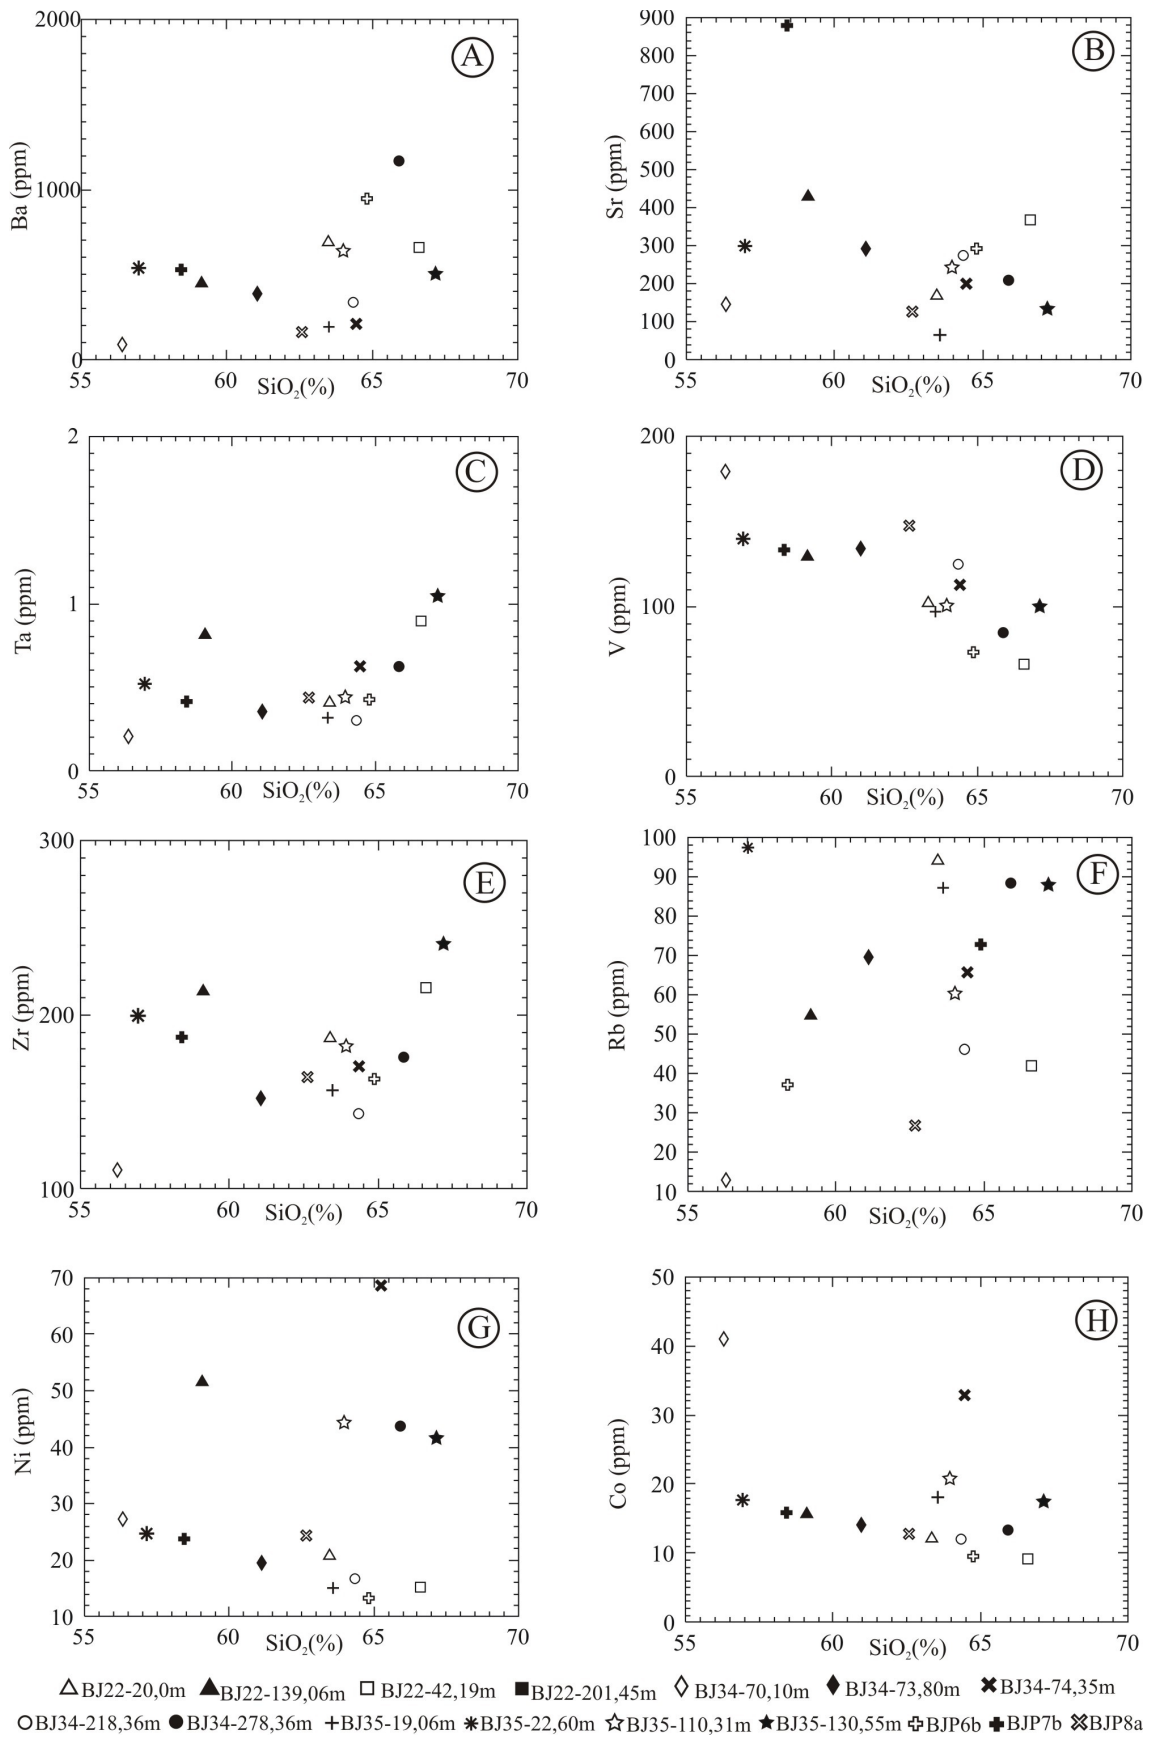 2000
1000
0
55 60 65 70
Ba (ppm)
SiO₂(%)
A
900
800
700
600
500
400
300
200
100
0
55 60 65 70
Sr (ppm)
SiO₂(%)
B
2
1
0
55 60 65 70
Ta (ppm)
SiO₂(%)
C
200
100
0
55 60 65 70
V (ppm)
SiO₂(%)
D
300
200
100
55 60 65 70
Zr (ppm)
SiO₂(%)
E
100
90
80
70
60
50
40
30
20
10
55 60 65 70
Rb (ppm)
SiO₂(%)
F
70
60
50
40
30
20
10
55 60 65 70
Ni (ppm)
SiO₂(%)
G
50
40
30
20
10
0
55 60 65 70
Co (ppm)
SiO₂(%)
H
BJ22-20,0m BJ22-139,06m BJ22-42,19m BJ22-201,45m BJ34-70,10m BJ34-73,80m BJ34-74,35m
BJ34-218,36m BJ34-278,36m BJ35-19,06m BJ35-22,60m BJ35-110,31m BJ35-130,55m BJP6b BJP7b BJP8a